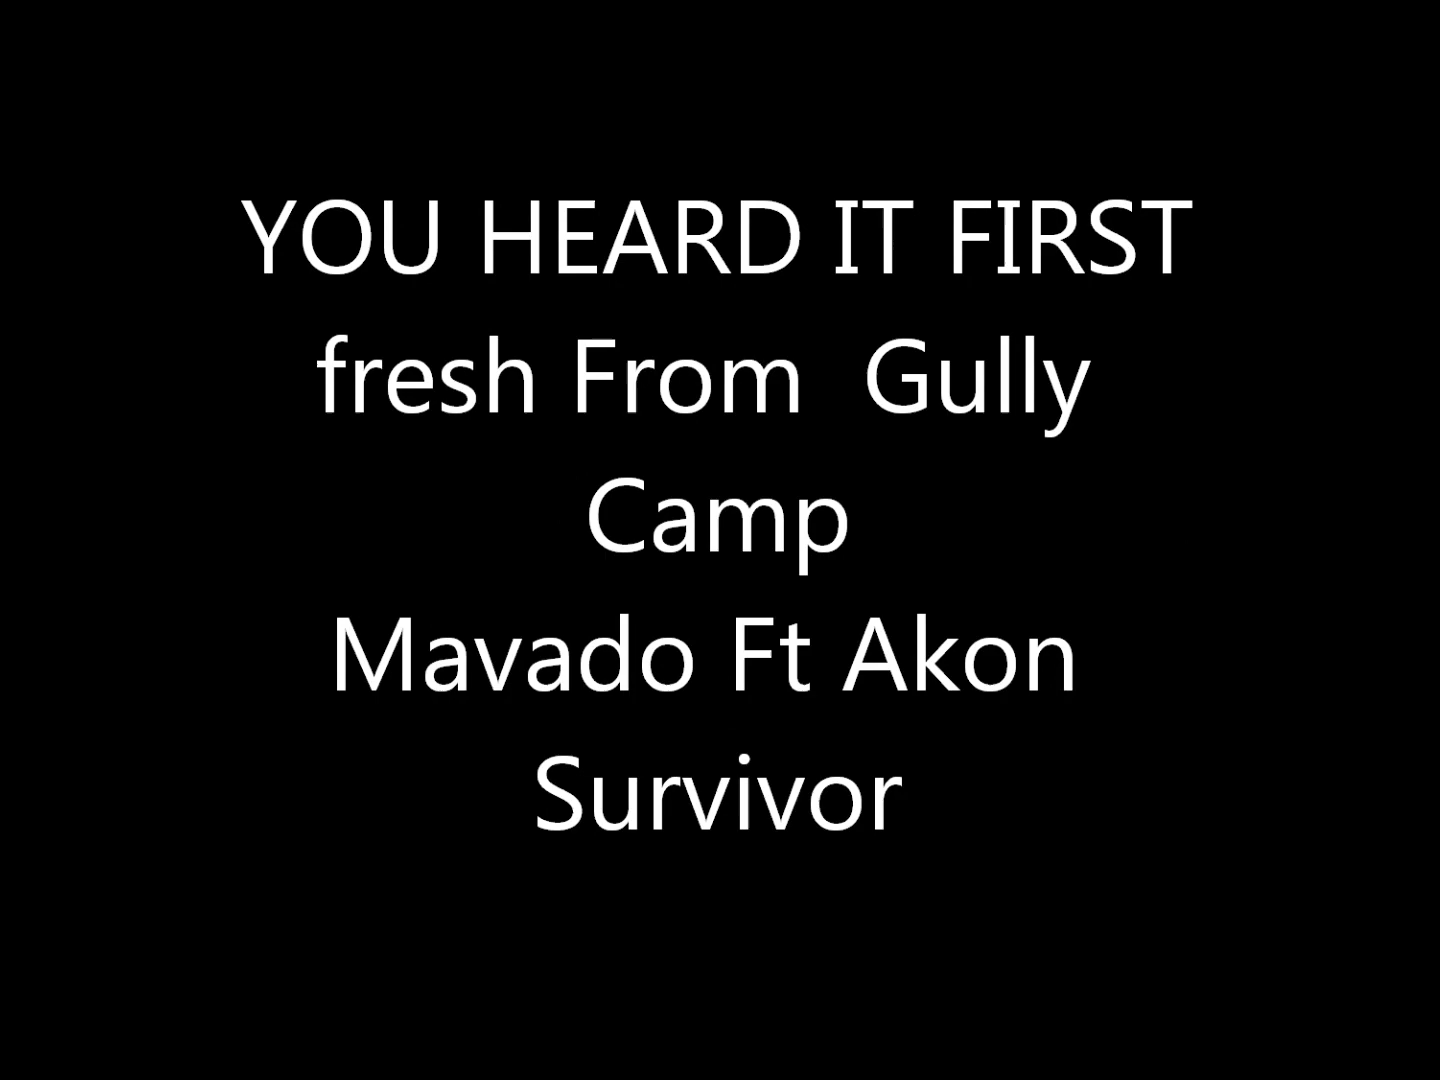 YOU HEARD IT FIRST
fresh From  Gully
Camp
Mavado Ft Akon
Survivor